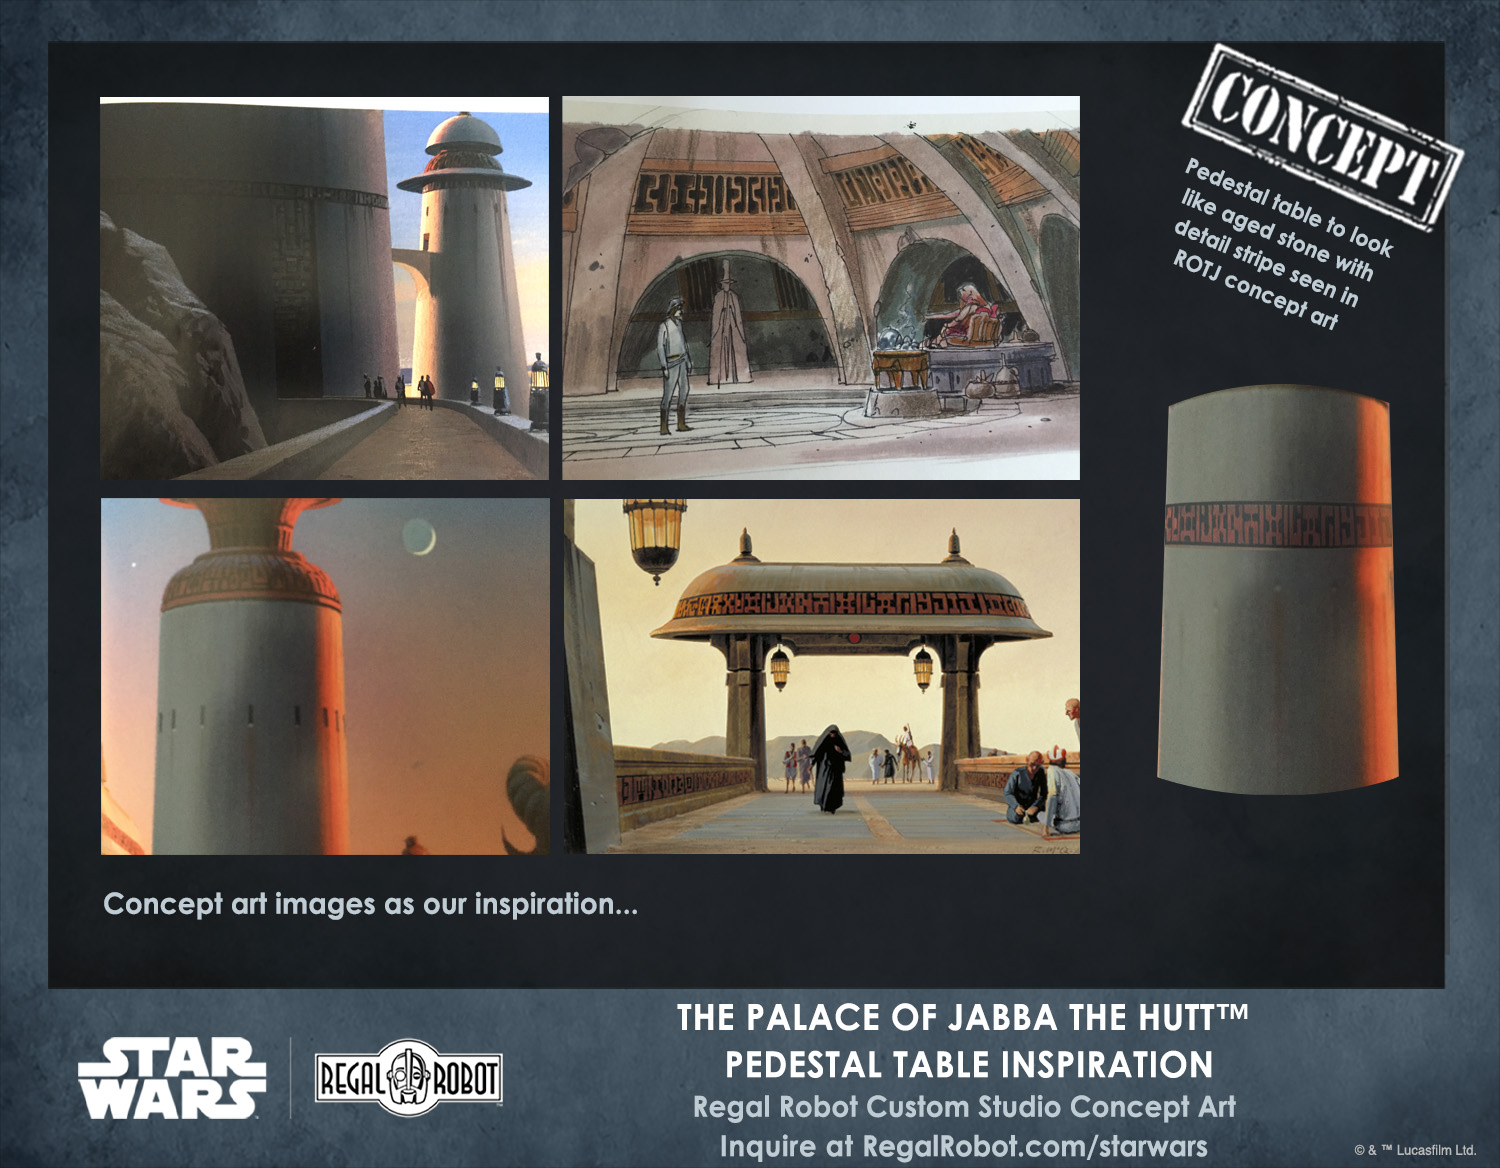 CONCEPT
Pedestal table to look
like aged stone with
detail stripe seen in
ROTJ concept art
Concept art images as our inspiration...
THE PALACE OF JABBA THE HUTT™
PEDESTAL TABLE INSPIRATION
Regal Robot Custom Studio Concept Art
Inquire at RegalRobot.com/starwars
STAR
WARS
REGAL ROBOT
© & ™ Lucasfilm Ltd.